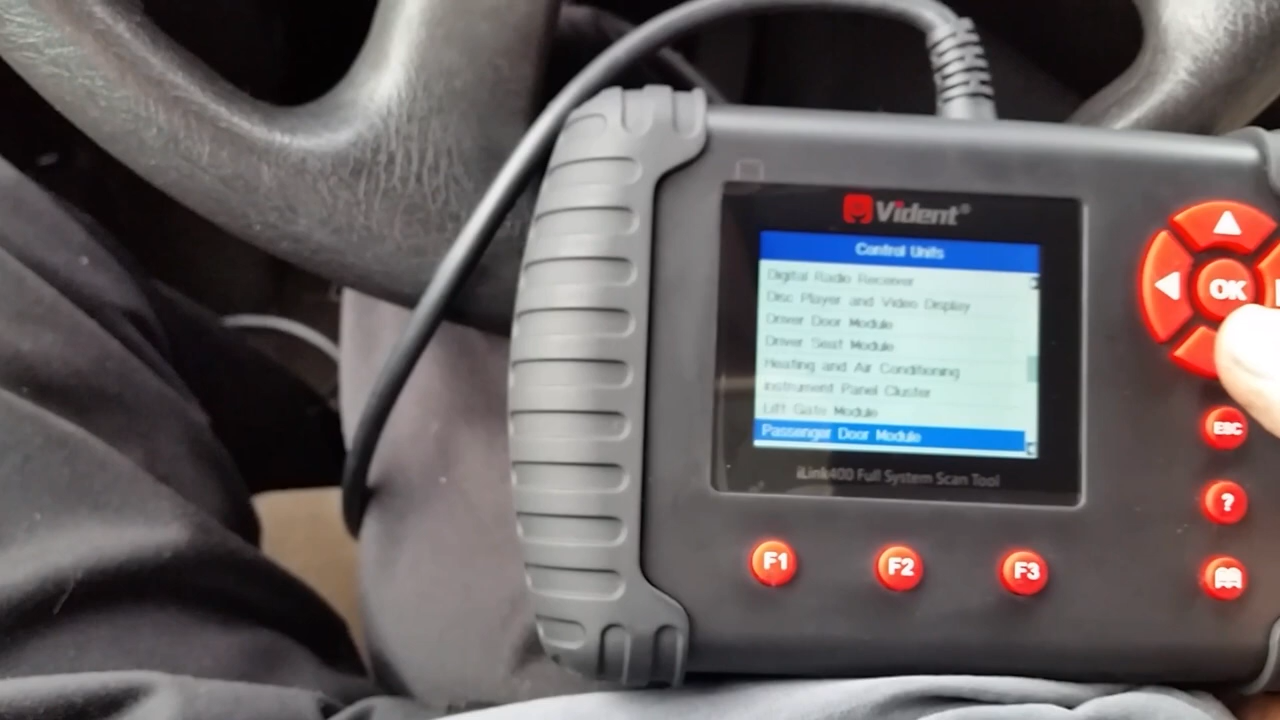 Vident®
Control Units
Digital Radio Receiver
Disc Player and Video Display
Driver Door Module
Driver Seat Module
Heating and Air Conditioning
Instrument Panel Cluster
Lift Gate Module
Passenger Door Module
iLink400 Full System Scan Tool
OK
ESC
?
F1 F2 F3